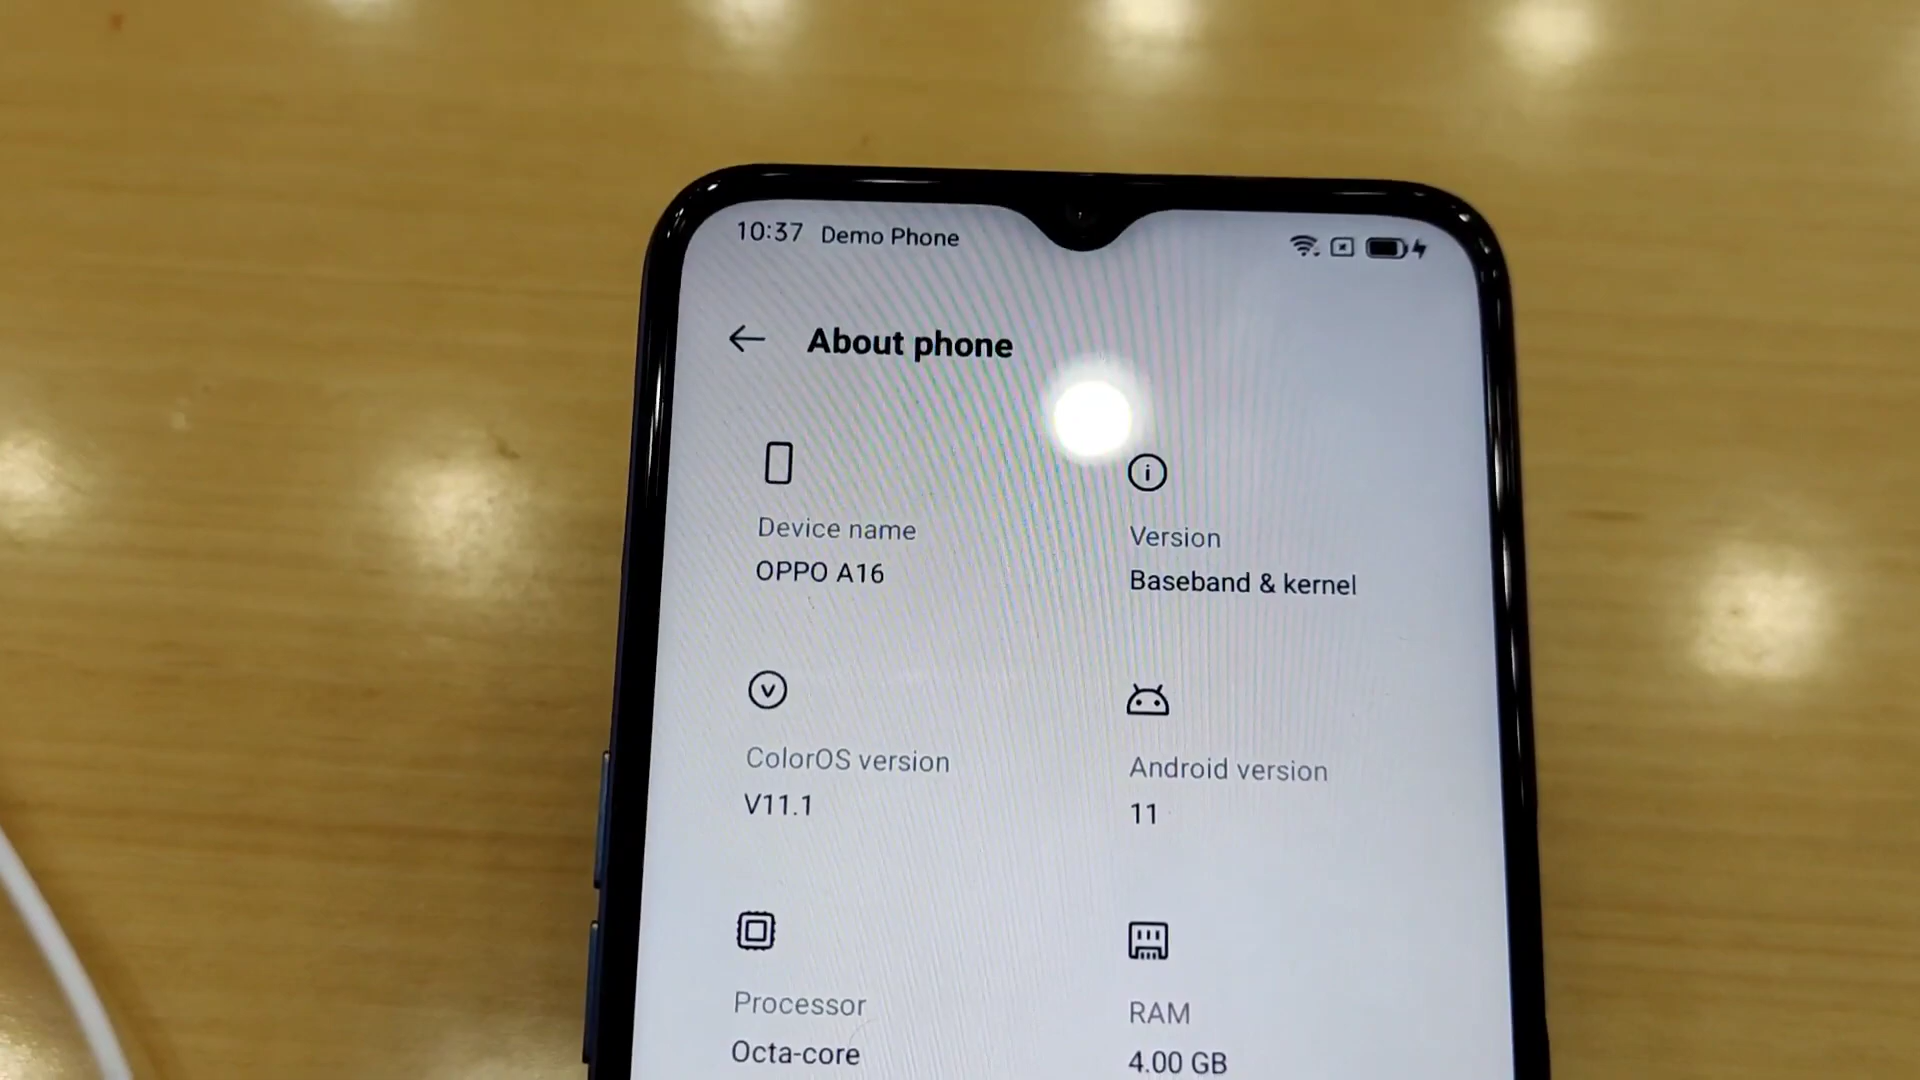 10:37 Demo Phone
About phone
Device name
OPPO A16
Version
Baseband & kernel
ColorOS version
V11.1
Android version
11
Processor
Octa-core
RAM
4.00 GB